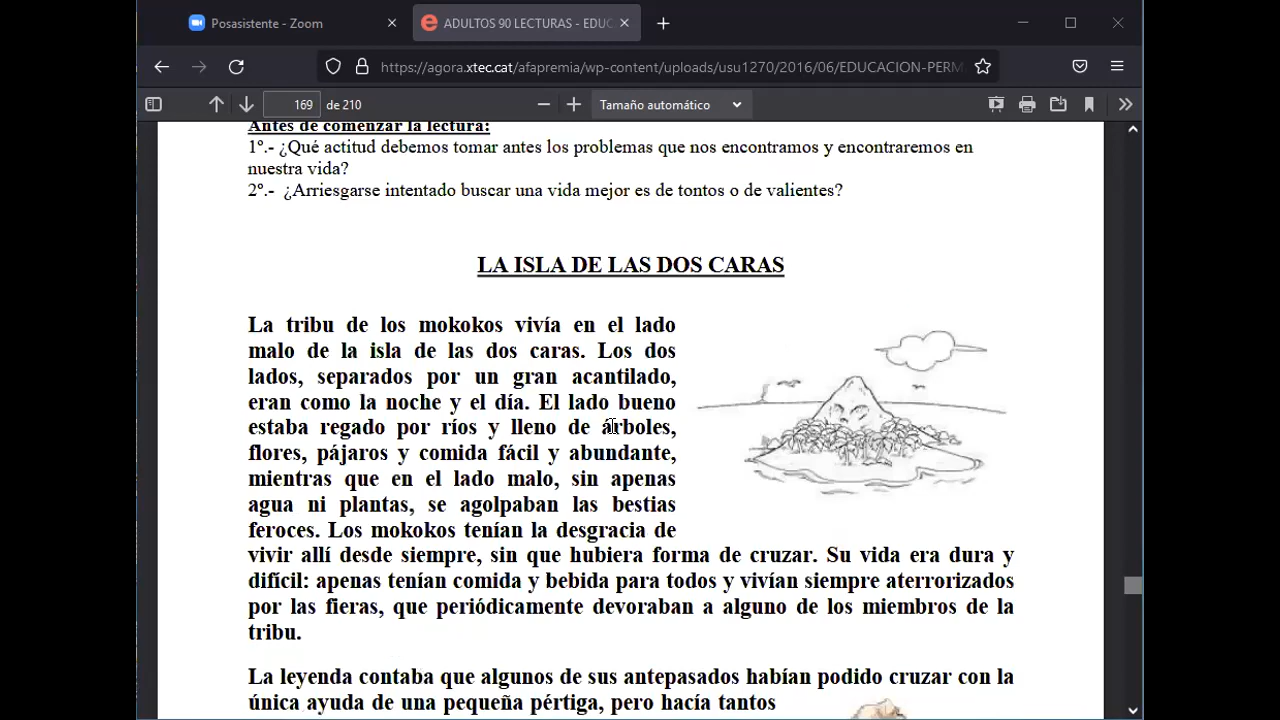 Posasistente - Zoom
ADULTOS 90 LECTURAS - EDUC
https://agora.xtec.cat/afapremia/wp-content/uploads/usu1270/2016/06/EDUCACION-PERM
169 de 210
Tamaño automático
Antes de comenzar la lectura:
1º.- ¿Qué actitud debemos tomar antes los problemas que nos encontramos y encontraremos en
nuestra vida?
2º.- ¿Arriesgarse intentado buscar una vida mejor es de tontos o de valientes?
LA ISLA DE LAS DOS CARAS
La tribu de los mokokos vivía en el lado
malo de la isla de las dos caras. Los dos
lados, separados por un gran acantilado,
eran como la noche y el día. El lado bueno
estaba regado por ríos y lleno de árboles,
flores, pájaros y comida fácil y abundante,
mientras que en el lado malo, sin apenas
agua ni plantas, se agolpaban las bestias
feroces. Los mokokos tenían la desgracia de
vivir allí desde siempre, sin que hubiera forma de cruzar. Su vida era dura y
difícil: apenas tenían comida y bebida para todos y vivían siempre aterrorizados
por las fieras, que periódicamente devoraban a alguno de los miembros de la
tribu.
La leyenda contaba que algunos de sus antepasados habían podido cruzar con la
única ayuda de una pequeña pértiga, pero hacía tantos